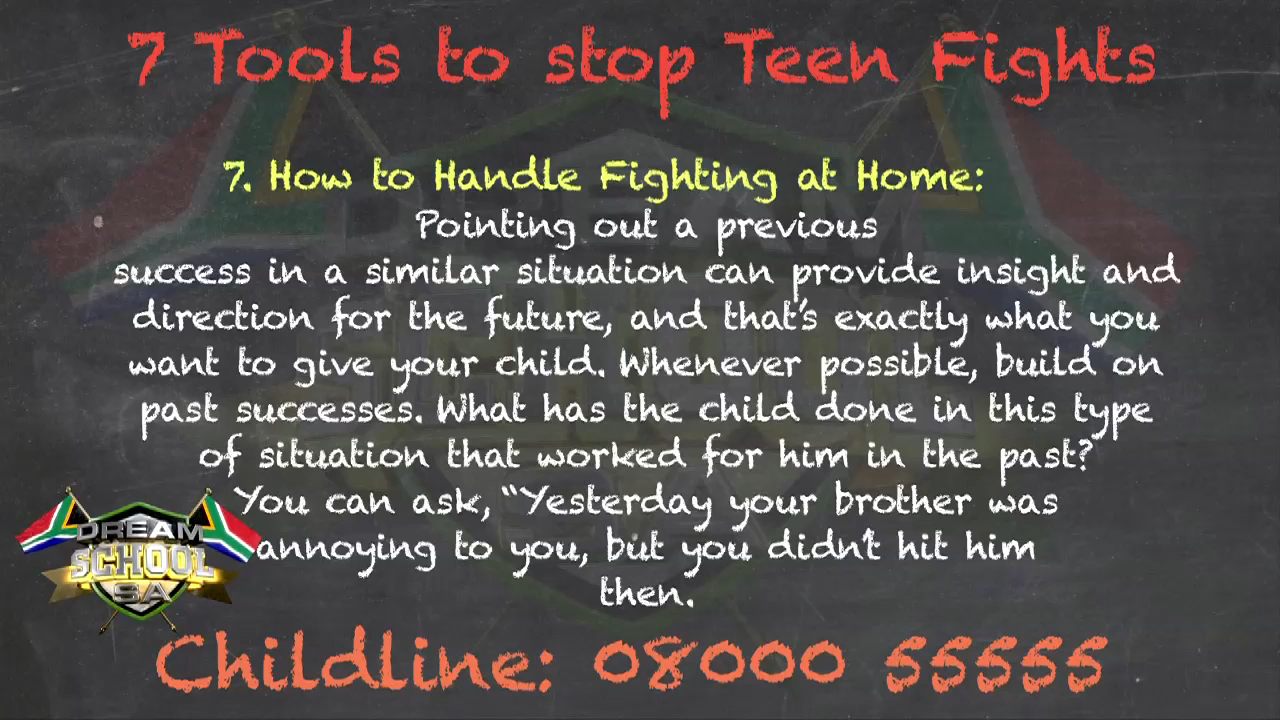 7 Tools to stop Teen Fights
7. How to Handle Fighting at Home:
Pointing out a previous
success in a similar situation can provide insight and
direction for the future, and that's exactly what you
want to give your child. Whenever possible, build on
past successes. What has the child done in this type
of situation that worked for him in the past?
You can ask, “Yesterday your brother was
annoying to you, but you didn't hit him
then.
DREAM
SCHOOL
SA
Childline: 08000 55555